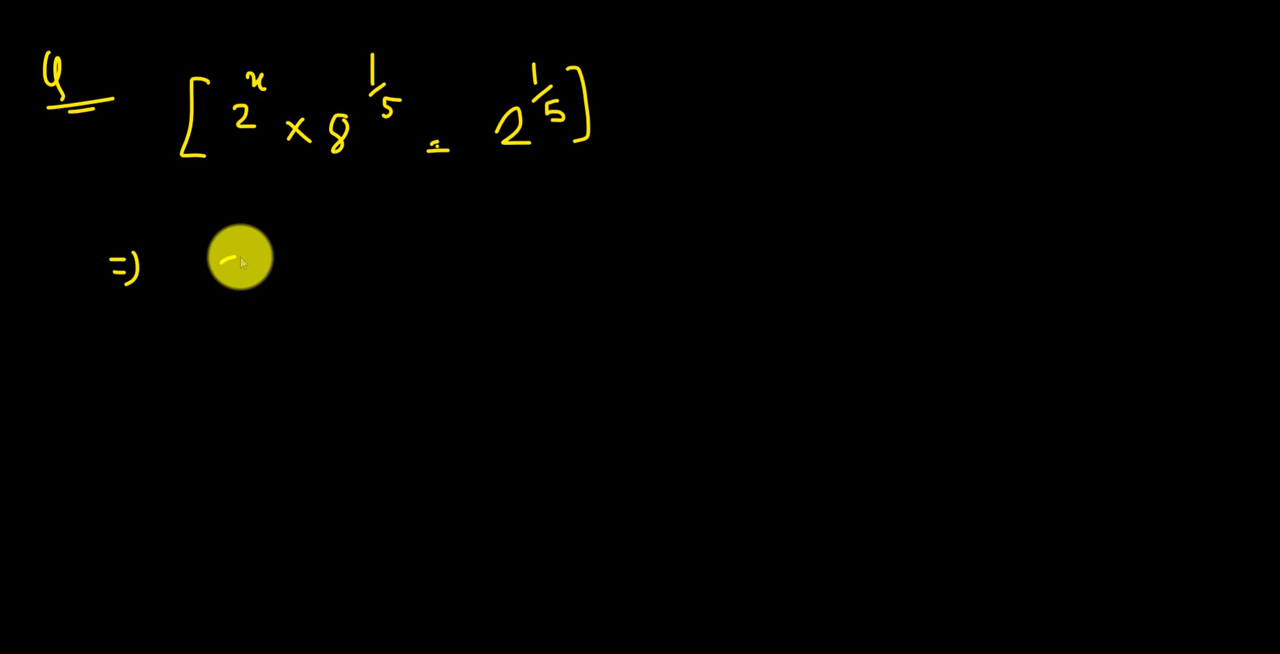 Q [2^x × 8^1/5 = 2^1/5]
=)